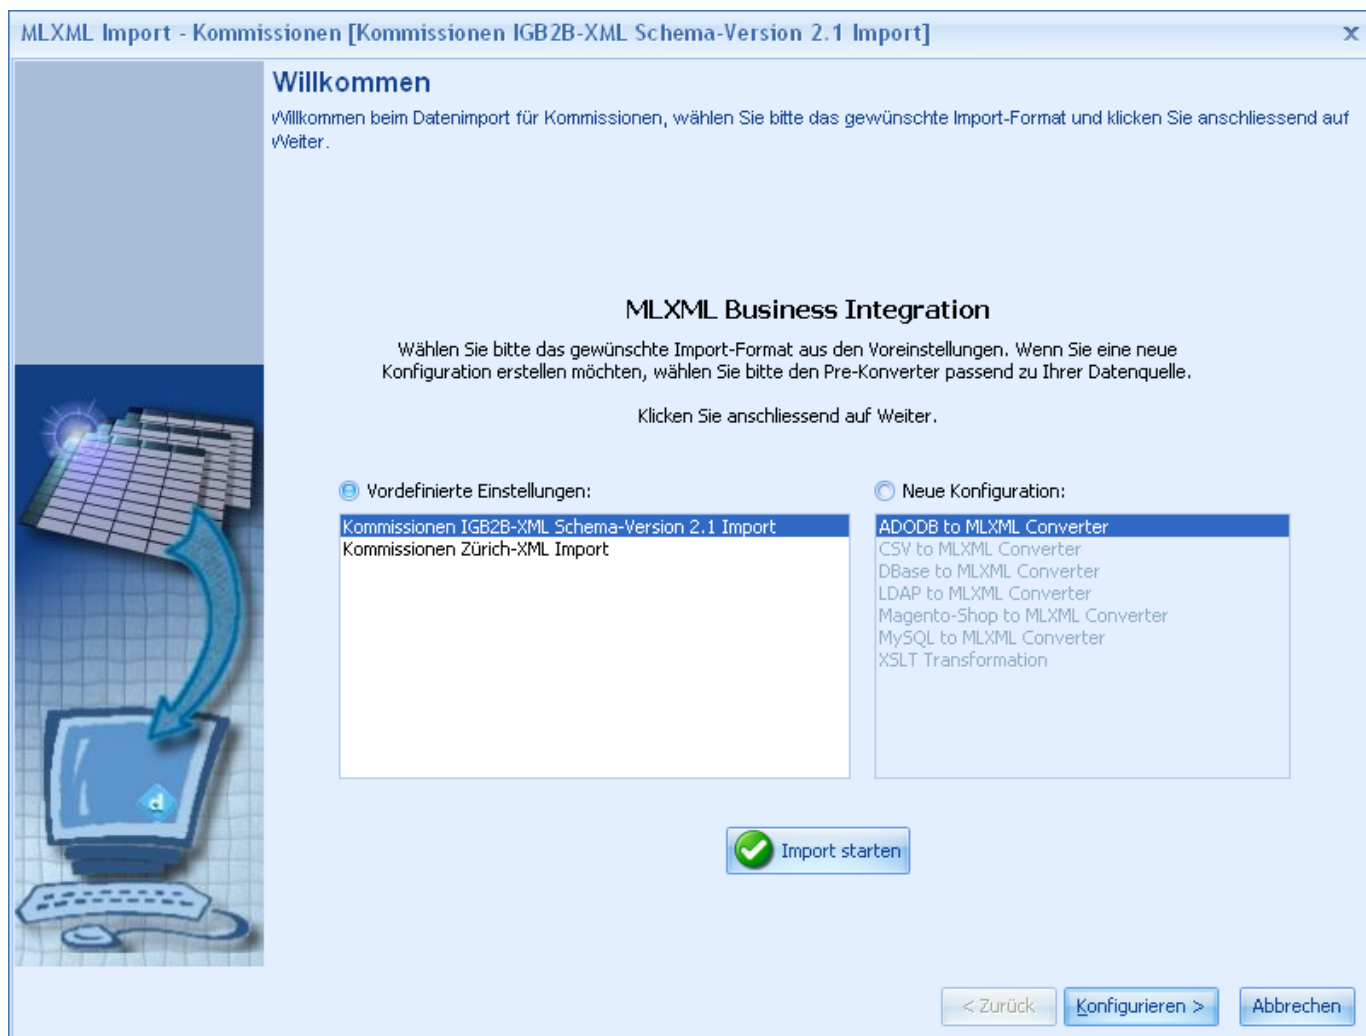 MLXML Import - Kommissionen [Kommissionen IGB2B-XML Schema-Version 2.1 Import]
x
Willkommen
Willkommen beim Datenimport für Kommissionen, wählen Sie bitte das gewünschte Import-Format und klicken Sie anschliessend auf
Weiter.
MLXML Business Integration
Wählen Sie bitte das gewünschte Import-Format aus den Voreinstellungen. Wenn Sie eine neue
Konfiguration erstellen möchten, wählen Sie bitte den Pre-Konverter passend zu Ihrer Datenquelle.
Klicken Sie anschliessend auf Weiter.
Vordefinierte Einstellungen:
Kommissionen IGB2B-XML Schema-Version 2.1 Import
Kommissionen Zürich-XML Import
Neue Konfiguration:
ADODB to MLXML Converter
CSV to MLXML Converter
DBase to MLXML Converter
LDAP to MLXML Converter
Magento-Shop to MLXML Converter
MySQL to MLXML Converter
XSLT Transformation
d
Import starten
< Zurück
Konfigurieren >
Abbrechen